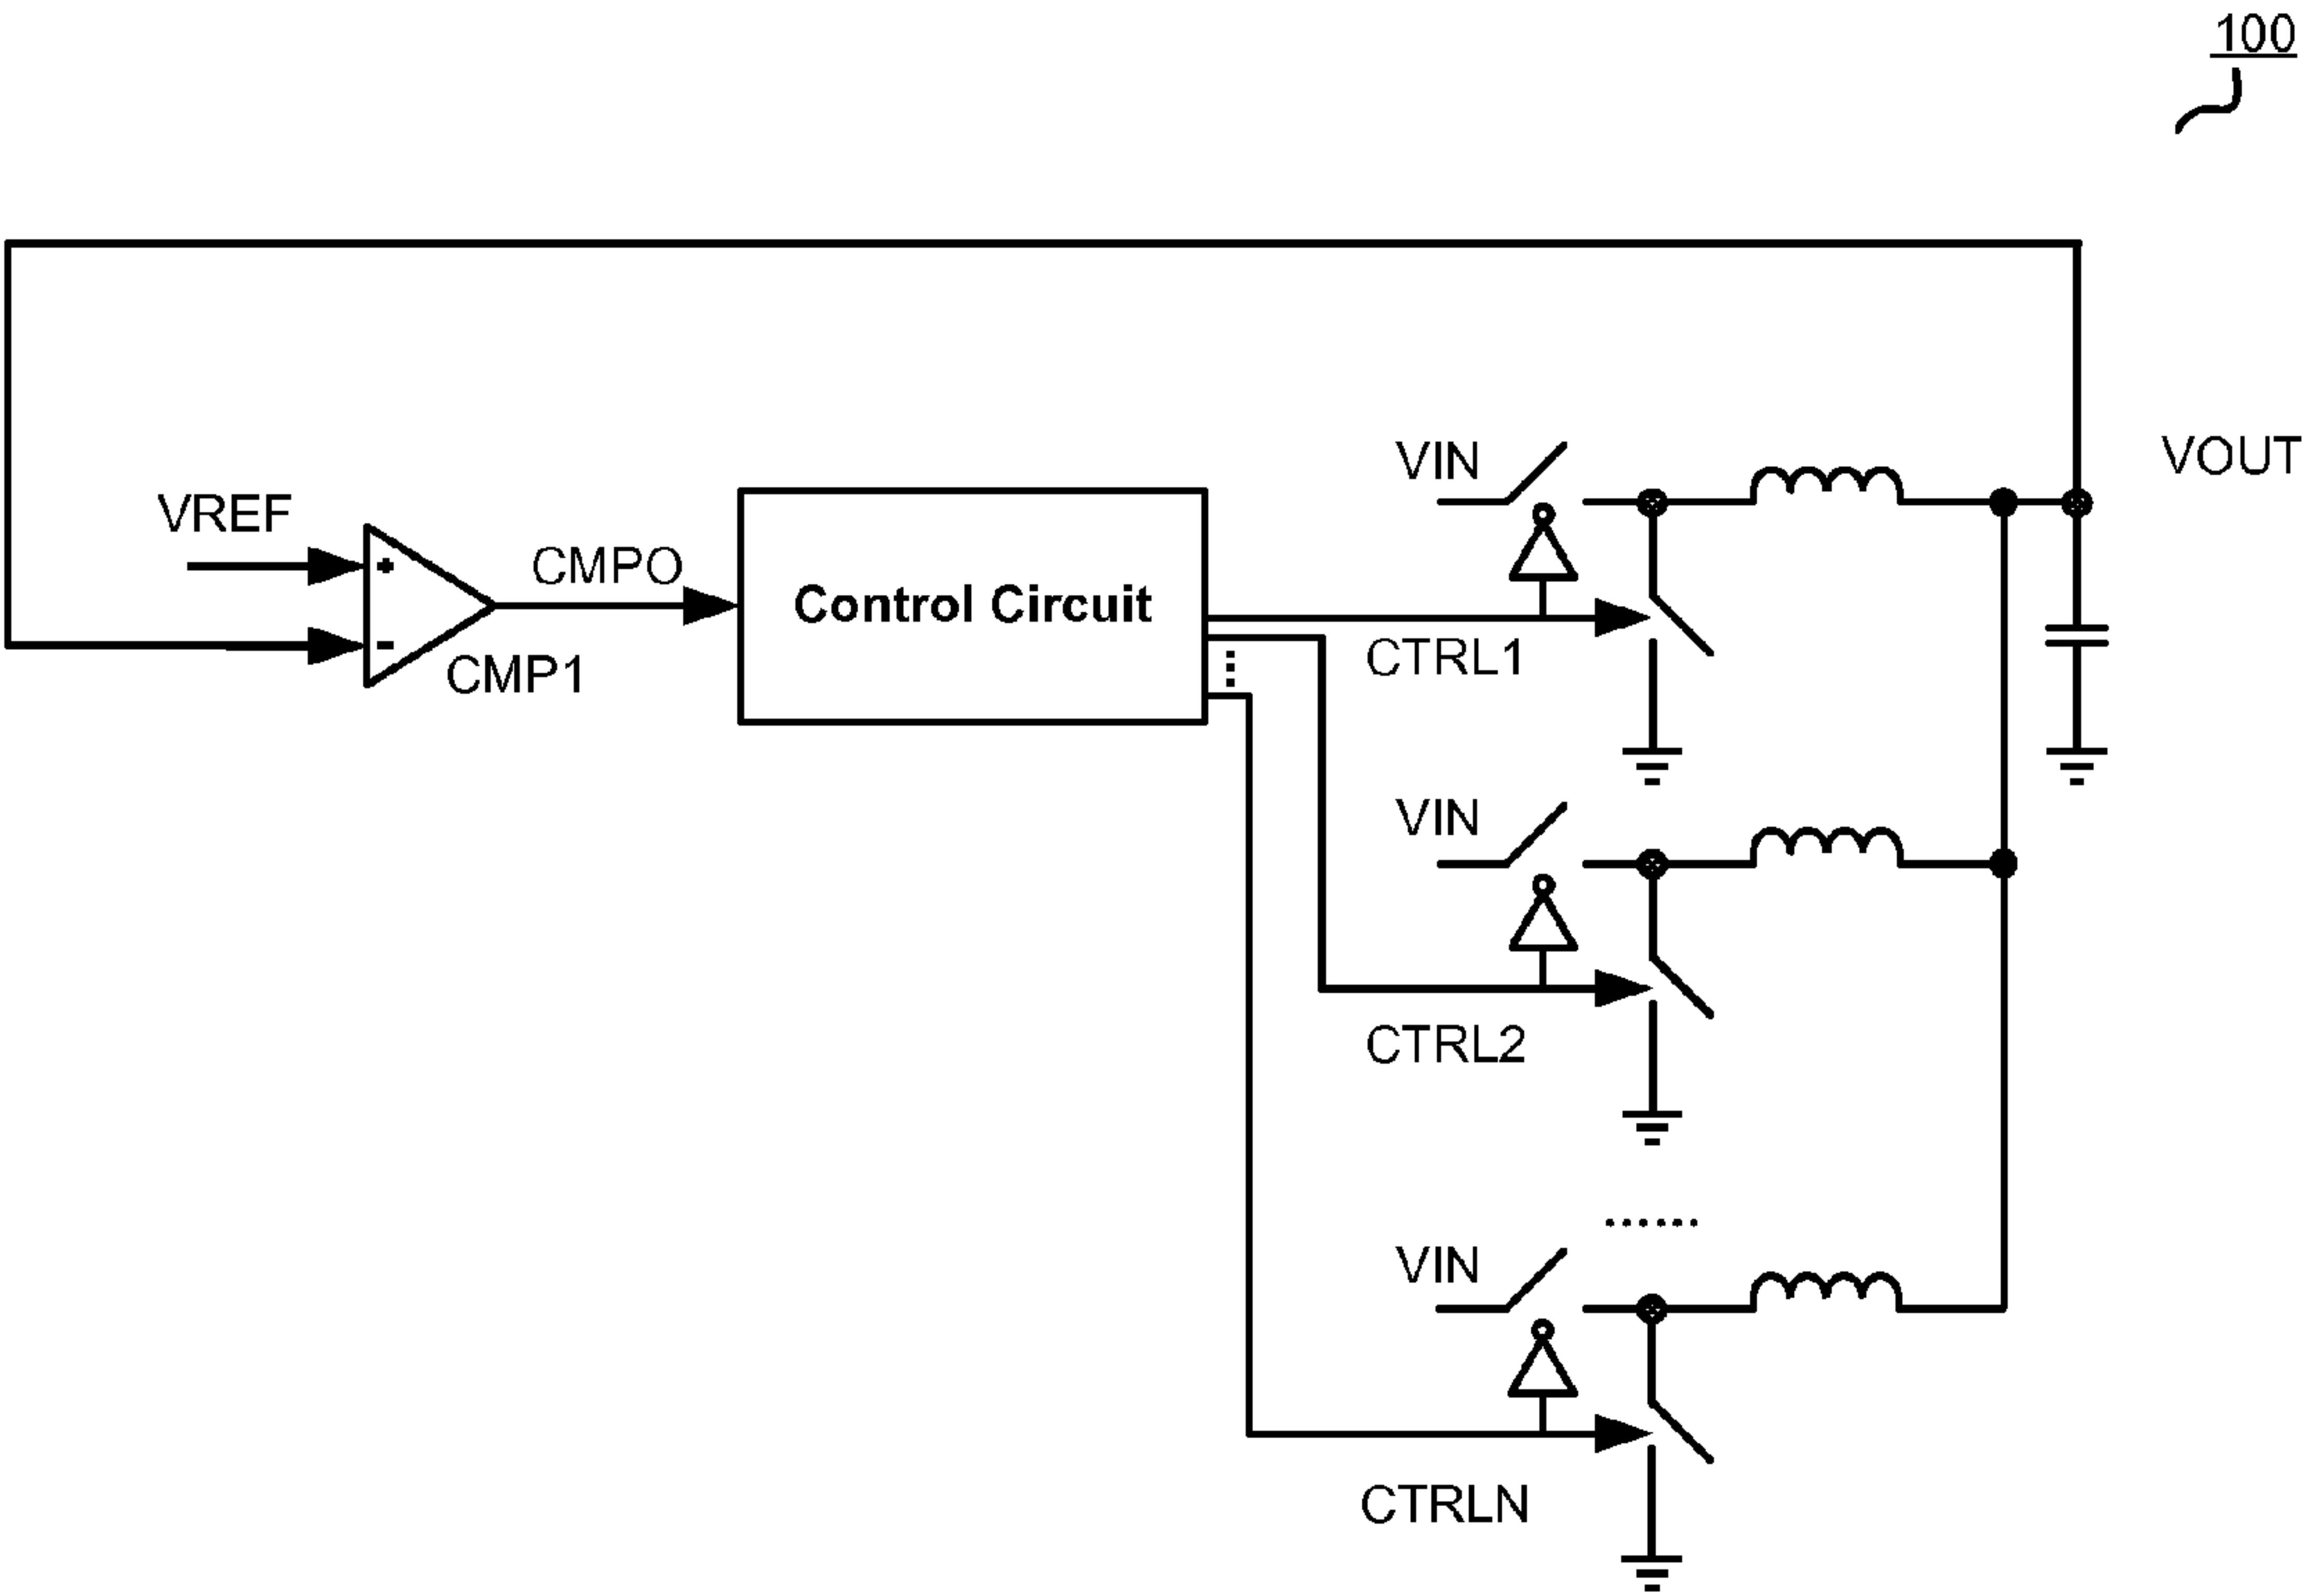 100
VIN
VOUT
VREF
+
CMPO
Control Circuit
-
CMP1
CTRL1
VIN
CTRL2
VIN
CTRLN